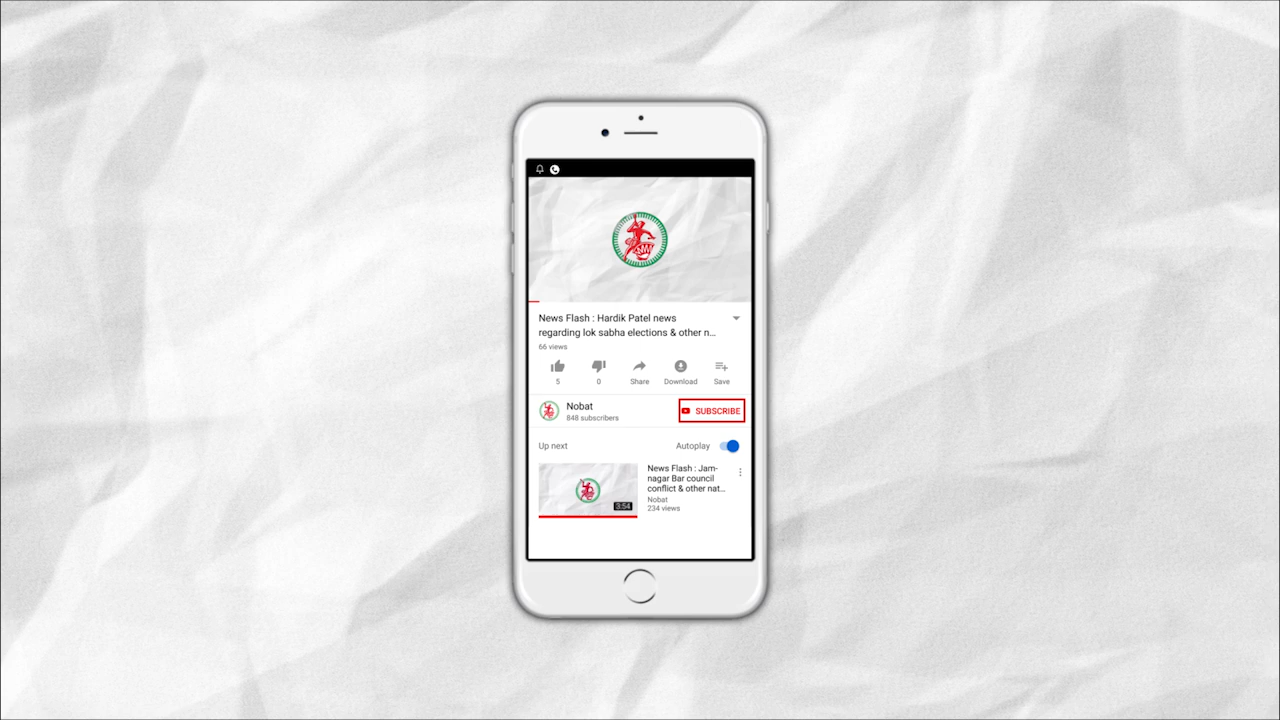 News Flash : Hardik Patel news
regarding lok sabha elections & other n...
66 views
5
0
Share
Download
Save
Nobat
848 subscribers
SUBSCRIBE
Up next
Autoplay
News Flash : Jam-
nagar Bar council
conflict & other nat...
Nobat
234 views
3:54